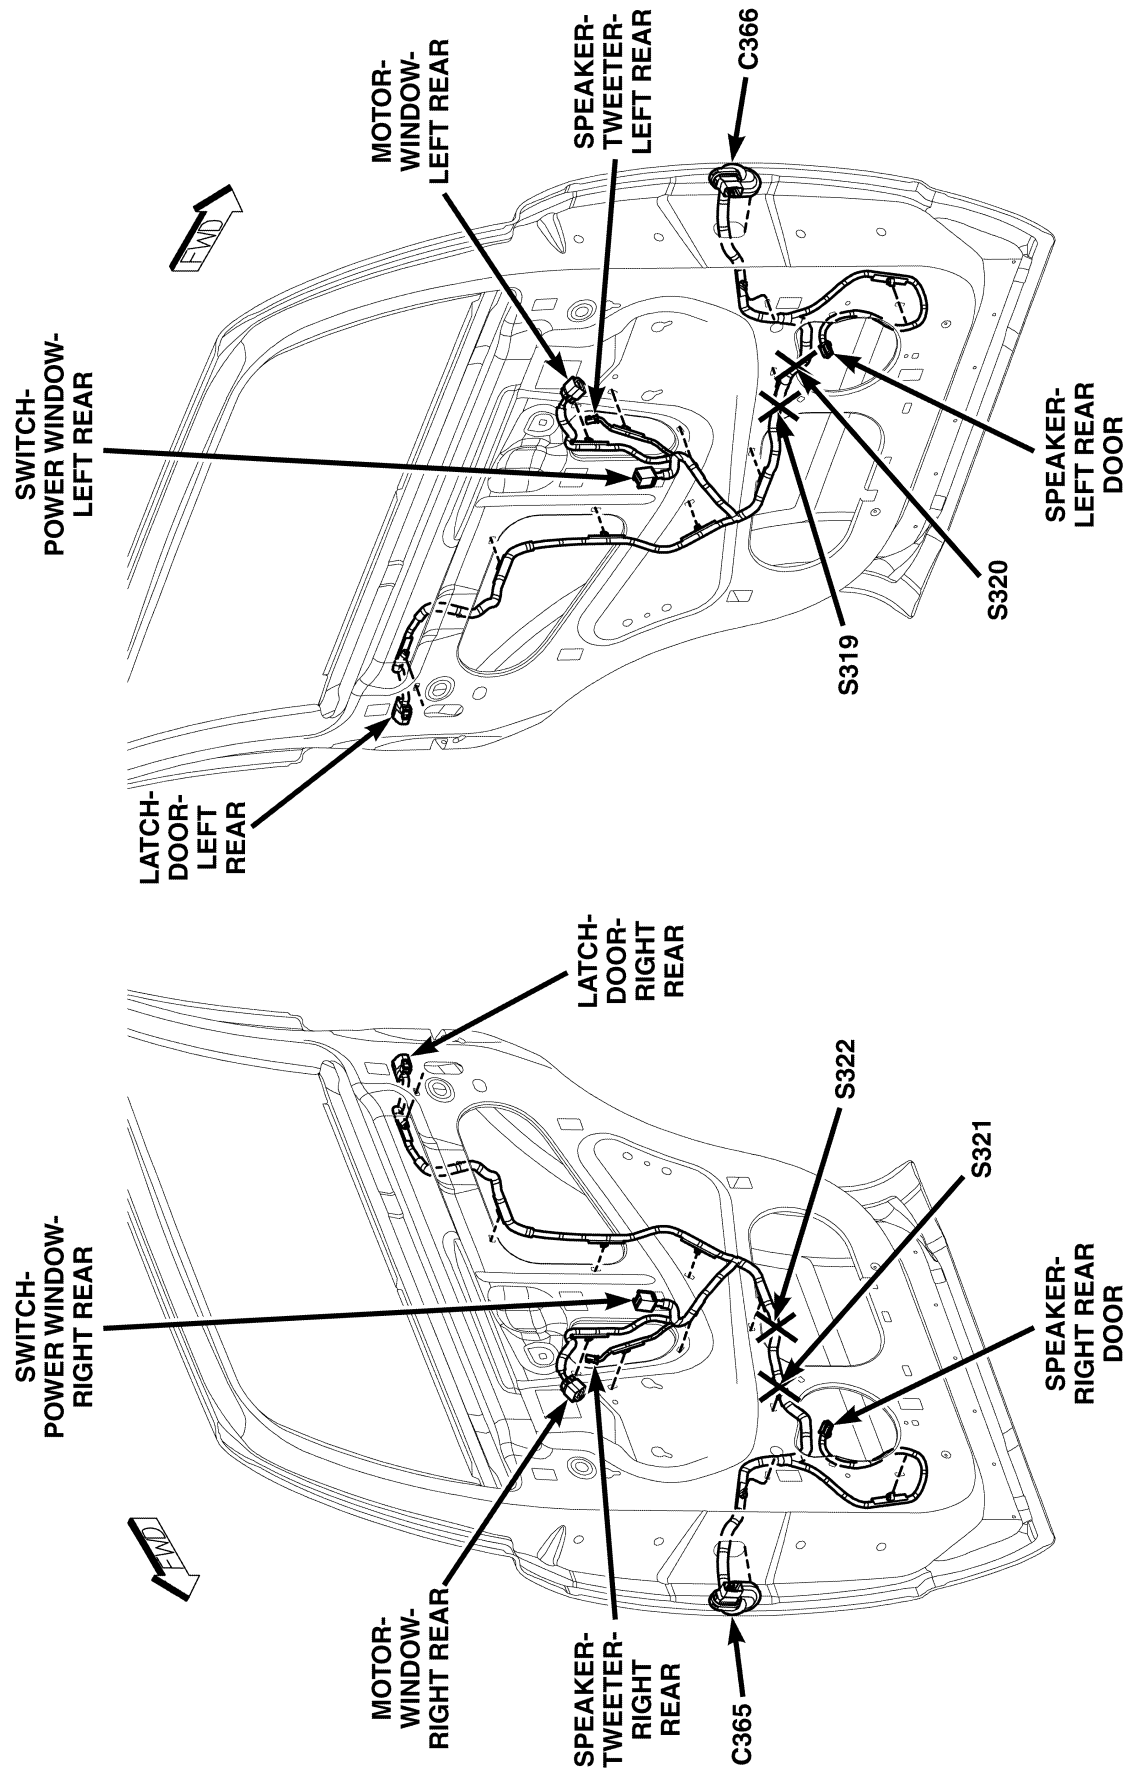 SWITCH-
POWER WINDOW-
LEFT REAR
MOTOR-
WINDOW-
LEFT REAR
SPEAKER-
TWEETER-
LEFT REAR
C366
FWD
LATCH-
DOOR-
LEFT
REAR
S319
S320
SPEAKER-
LEFT REAR
DOOR
SWITCH-
POWER WINDOW-
RIGHT REAR
LATCH-
DOOR-
RIGHT
REAR
S322
S321
SPEAKER-
RIGHT REAR
DOOR
FWD
MOTOR-
WINDOW-
RIGHT REAR
SPEAKER-
TWEETER-
RIGHT
REAR
C365